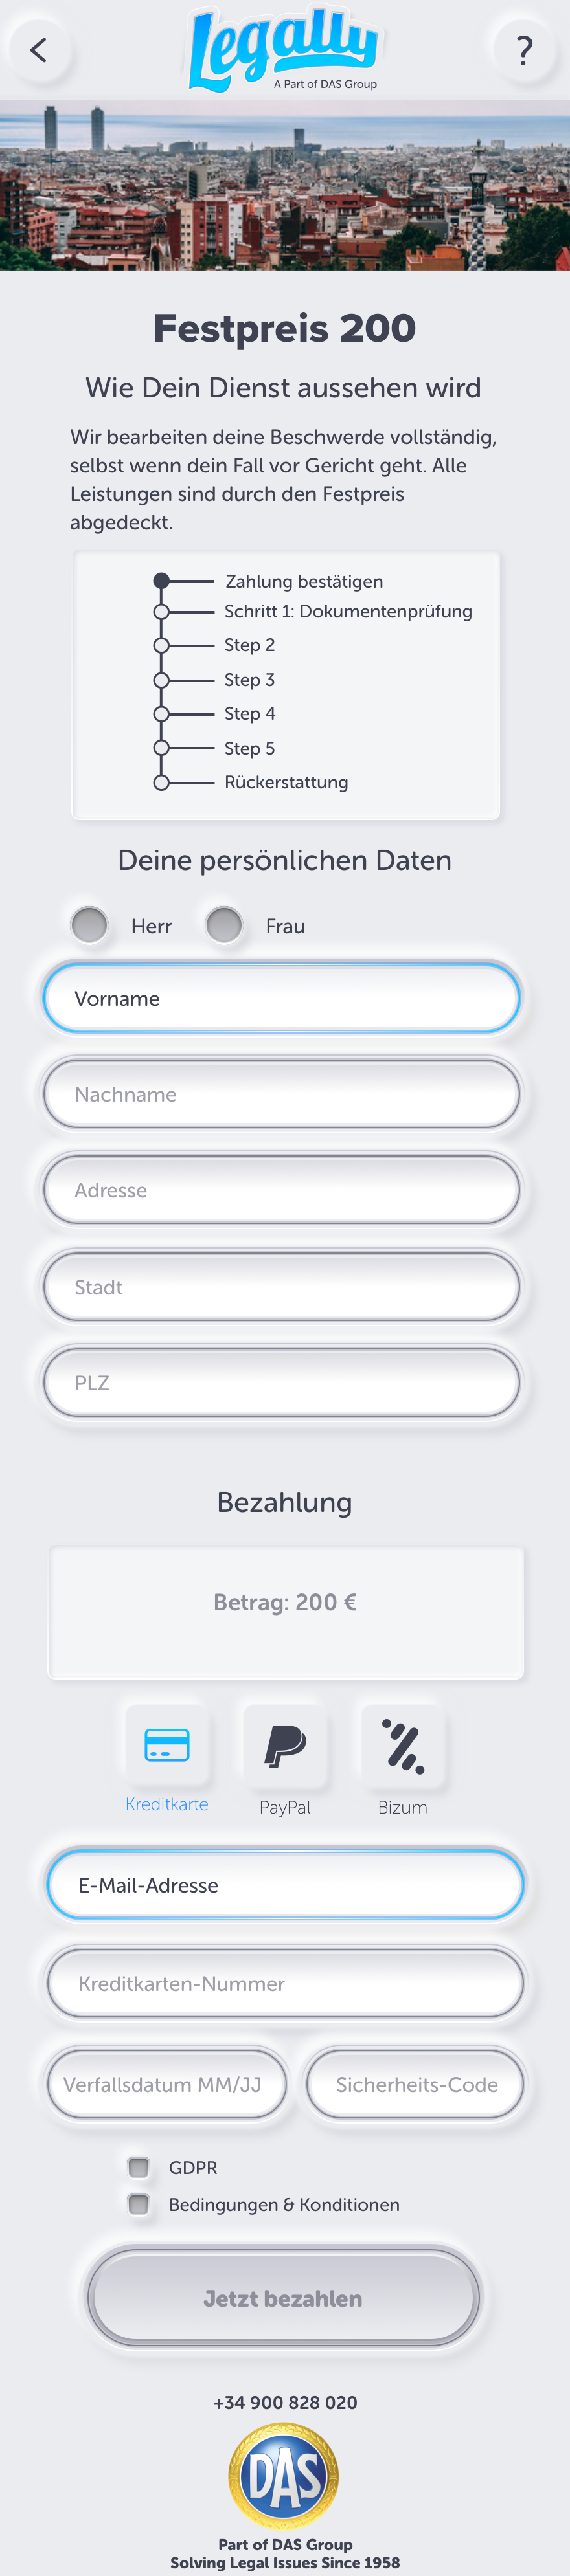 Legally
A Part of DAS Group
?
Festpreis 200
Wie Dein Dienst aussehen wird
Wir bearbeiten deine Beschwerde vollständig,
selbst wenn dein Fall vor Gericht geht. Alle
Leistungen sind durch den Festpreis
abgedeckt.
Zahlung bestätigen
Schritt 1: Dokumentenprüfung
Step 2
Step 3
Step 4
Step 5
Rückerstattung
Deine persönlichen Daten
Herr Frau
Vorname
Nachname
Adresse
Stadt
PLZ
Bezahlung
Betrag: 200 €
Kreditkarte PayPal Bizum
E-Mail-Adresse
Kreditkarten-Nummer
Verfallsdatum MM/JJ Sicherheits-Code
GDPR
Bedingungen & Konditionen
Jetzt bezahlen
+34 900 828 020
DAS
Part of DAS Group
Solving Legal Issues Since 1958